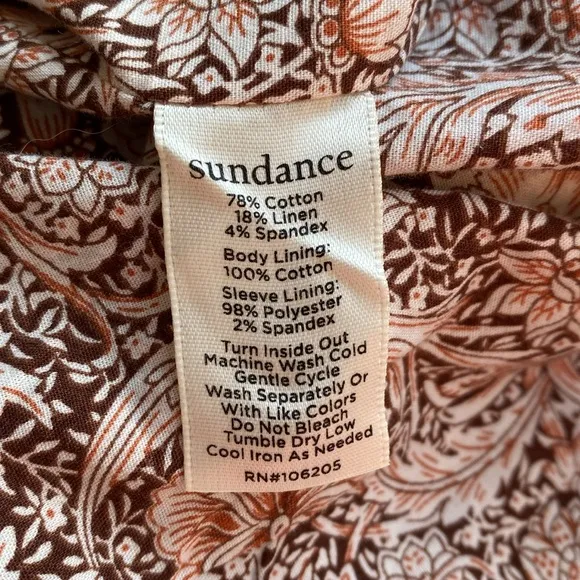 sundance
78% Cotton
18% Linen
4% Spandex
Body Lining:
100% Cotton
Sleeve Lining:
98% Polyester
2% Spandex
Turn Inside Out
Machine Wash Cold
Gentle Cycle
Wash Separately Or
With Like Colors
Do Not Bleach
Tumble Dry Low
Cool Iron As Needed
RN#106205